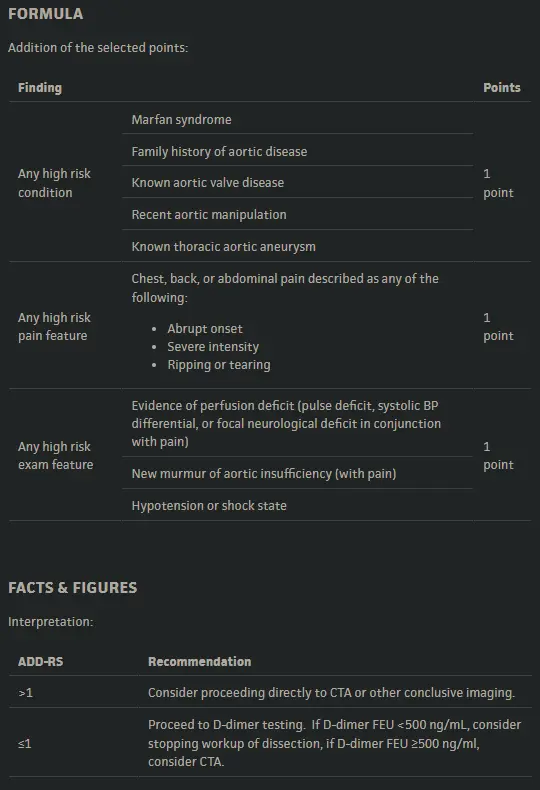 FORMULA
Addition of the selected points:
Finding
Points
Any high risk
condition
Marfan syndrome
Family history of aortic disease
Known aortic valve disease
Recent aortic manipulation
Known thoracic aortic aneurysm
1
point
Any high risk
pain feature
Chest, back, or abdominal pain described as any of the
following:
• Abrupt onset
• Severe intensity
• Ripping or tearing
1
point
Any high risk
exam feature
Evidence of perfusion deficit (pulse deficit, systolic BP
differential, or focal neurological deficit in conjunction
with pain)
New murmur of aortic insufficiency (with pain)
Hypotension or shock state
1
point
FACTS & FIGURES
Interpretation:
ADD-RS
Recommendation
>1
Consider proceeding directly to CTA or other conclusive imaging.
≤1
Proceed to D-dimer testing. If D-dimer FEU <500 ng/mL, consider
stopping workup of dissection, if D-dimer FEU ≥500 ng/ml,
consider CTA.